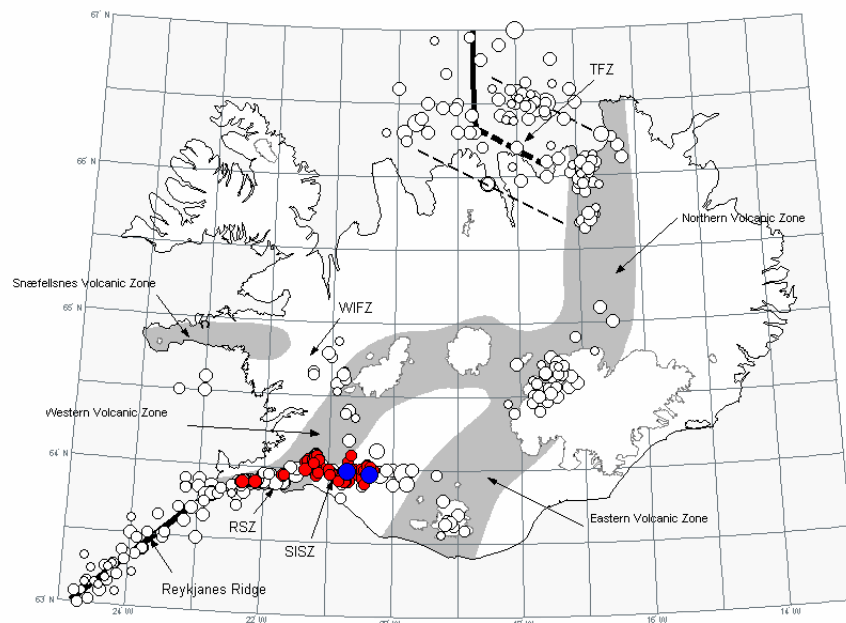 67° N
TFZ
66° N
Northern Volcanic Zone
Snæfellsnes Volcanic Zone
65° N
WIFZ
Western Volcanic Zone
64° N
RSZ
Eastern Volcanic Zone
SISZ
Reykjanes Ridge
63° N
24° W
22° W
16° W
14° W